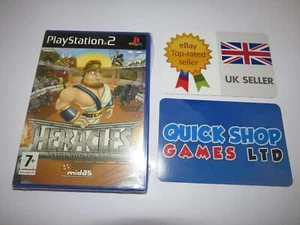 PlayStation 2
HERACLES
7+
midas
eBay
Top-rated
seller
UK SELLER
QUICK SHOP
GAMES LTD